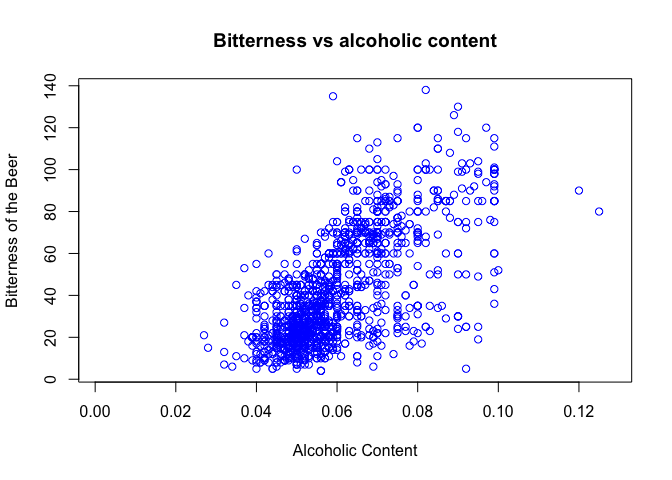 Bitterness vs alcoholic content
Bitterness of the Beer
140
120
100
80
60
40
20
0
0.00 0.02 0.04 0.06 0.08 0.10 0.12
Alcoholic Content